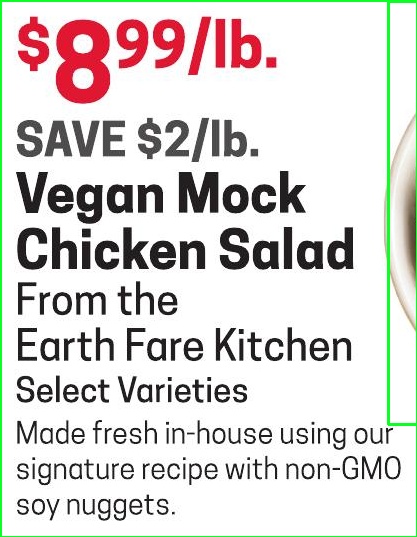 $8.99/lb.
SAVE $2/lb.
Vegan Mock
Chicken Salad
From the
Earth Fare Kitchen
Select Varieties
Made fresh in-house using our
signature recipe with non-GMO
soy nuggets.